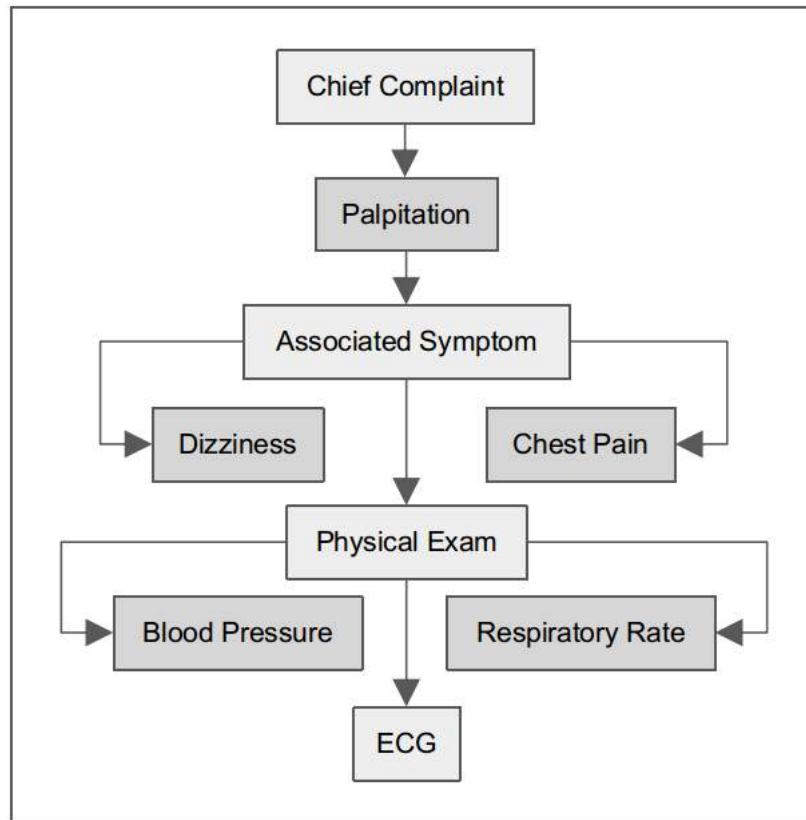 Chief Complaint
Palpitation
Associated Symptom
Dizziness
Chest Pain
Physical Exam
Blood Pressure
Respiratory Rate
ECG